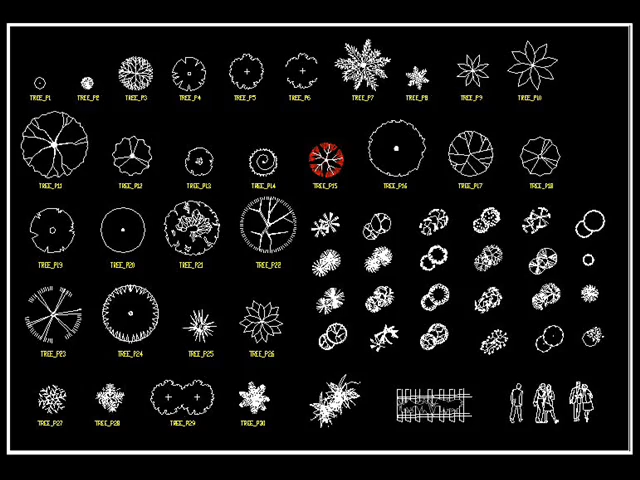 TREE_P1 TREE_P2 TREE_P3 TREE_P4 TREE_P5 TREE_P6 TREE_P7 TREE_P8 TREE_P9 TREE_P10
TREE_P11 TREE_P12 TREE_P13 TREE_P14 TREE_P15 TREE_P16 TREE_P17 TREE_P18
TREE_P19 TREE_P20 TREE_P21 TREE_P22
TREE_P23 TREE_P24 TREE_P25 TREE_P26
TREE_P27 TREE_P28 TREE_P29 TREE_P30